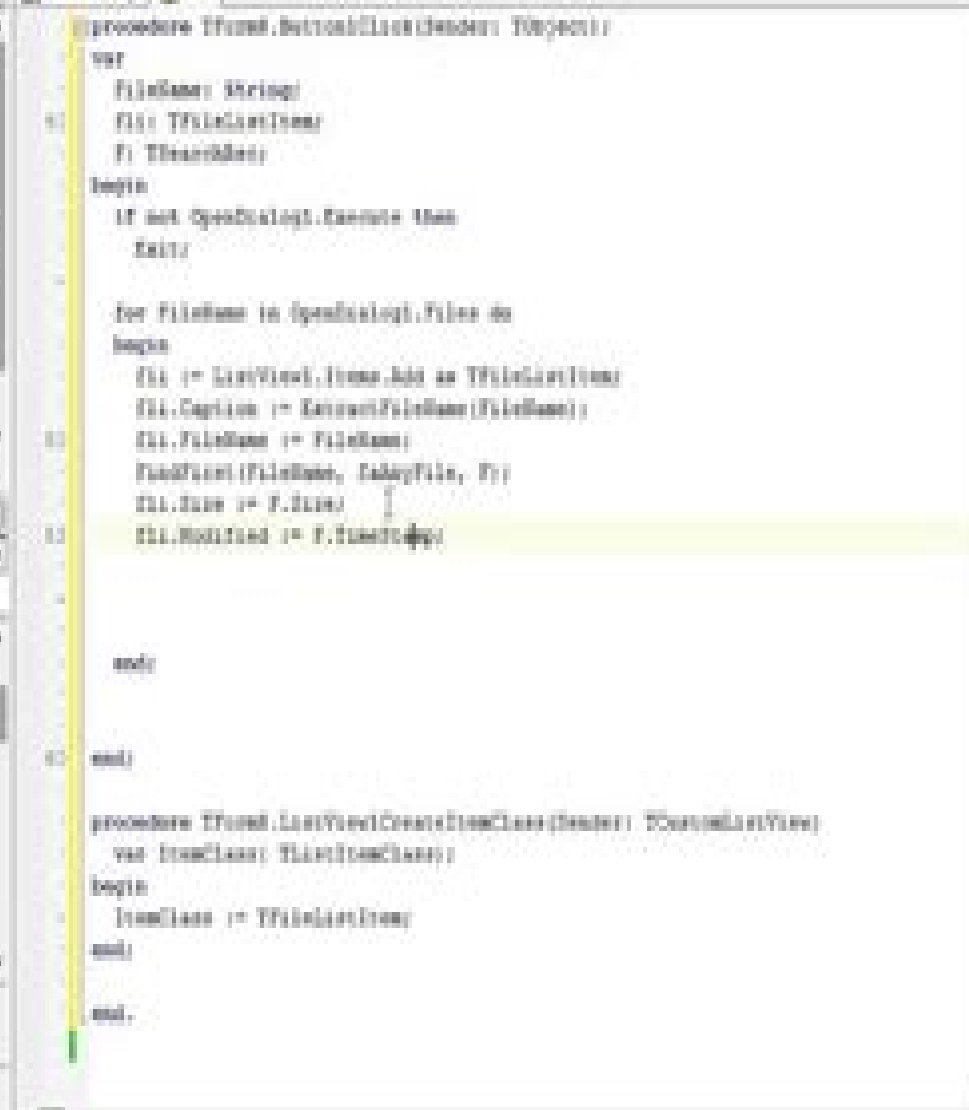 procedure TForm8.Button1Click(Sender: TObject);
var
FileName: String;
fli: TFileListItem;
F: TSearchRec;
begin
if not OpenDialog1.Execute then
Exit;
for FileName in OpenDialog1.Files do
begin
fli := ListView1.Items.Add as TFileListItem;
fli.Caption := ExtractFileName(FileName);
fli.FileName := FileName;
FindFirst(FileName, faAnyFile, F);
fli.Size := F.Size;
fli.Modified := F.TimeStamp;
end;
end;
procedure TForm8.ListView1CreateItemClass(Sender: TCustomListView;
var ItemClass: TListItemClass);
begin
ItemClass := TFileListItem;
end;
end.